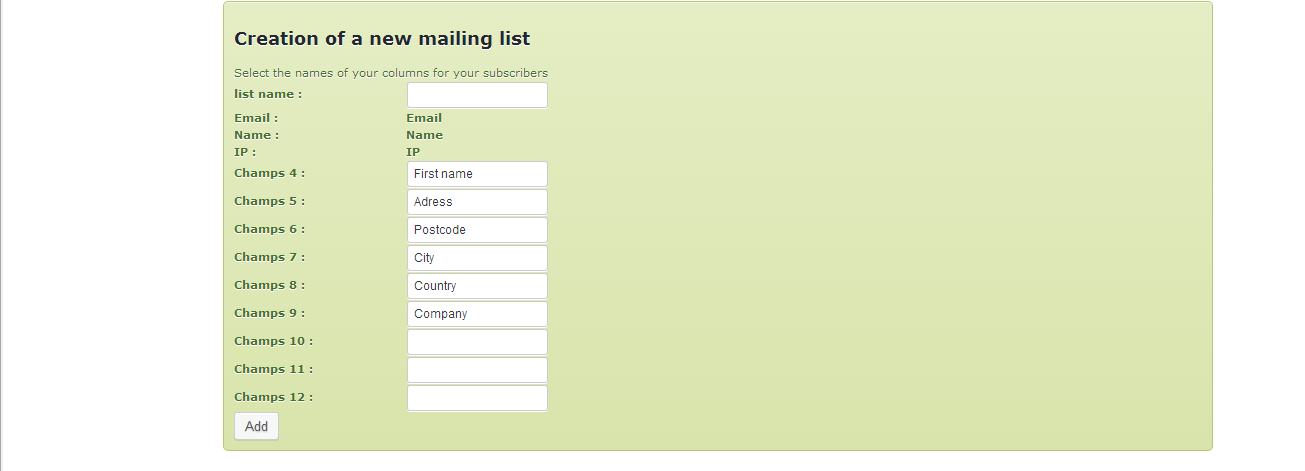 Creation of a new mailing list
Select the names of your columns for your subscribers
list name :
Email : Email
Name : Name
IP : IP
Champs 4 : First name
Champs 5 : Adress
Champs 6 : Postcode
Champs 7 : City
Champs 8 : Country
Champs 9 : Company
Champs 10 :
Champs 11 :
Champs 12 :
Add